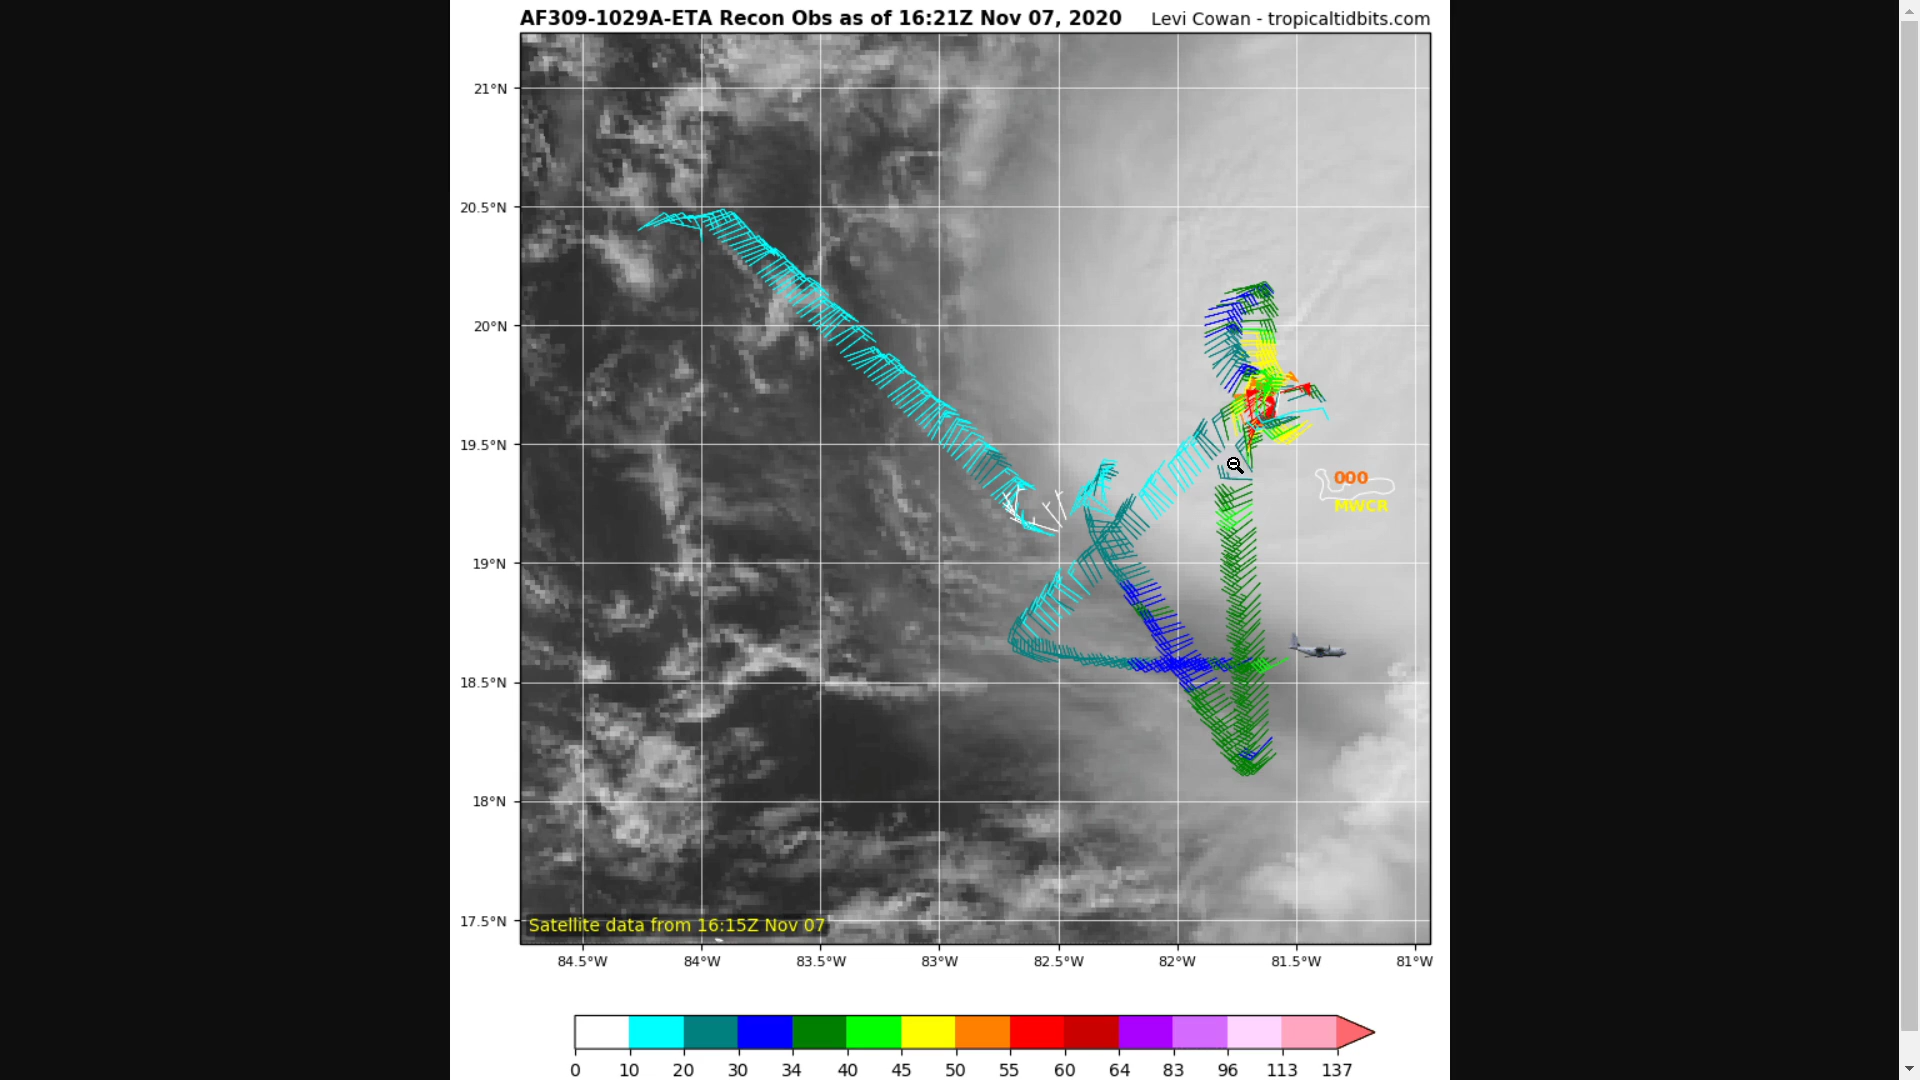 AF309-1029A-ETA Recon Obs as of 16:21Z Nov 07, 2020 Levi Cowan - tropicaltidbits.com
21°N
20.5°N
20°N
19.5°N
000
MWCR
19°N
18.5°N
18°N
17.5°N
Satellite data from 16:15Z Nov 07
84.5°W 84°W 83.5°W 83°W 82.5°W 82°W 81.5°W 81°W
0 10 20 30 34 40 45 50 55 60 64 83 96 113 137